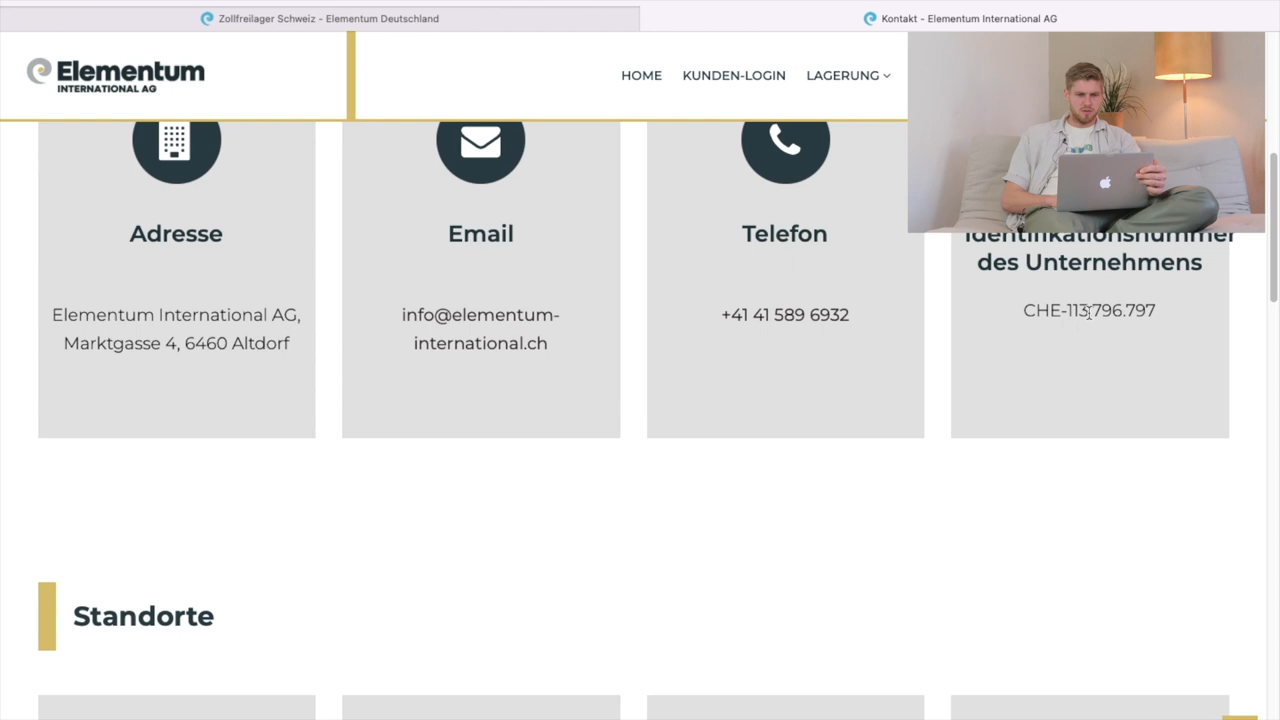 Zollfreilager Schweiz - Elementum Deutschland
Kontakt - Elementum International AG
Elementum
INTERNATIONAL AG
HOME
KUNDEN-LOGIN
LAGERUNG
Adresse
Elementum International AG,
Marktgasse 4, 6460 Altdorf
Email
info@elementum-
international.ch
Telefon
+41 41 589 6932
Identifikationsnummer
des Unternehmens
CHE-113.796.797
Standorte